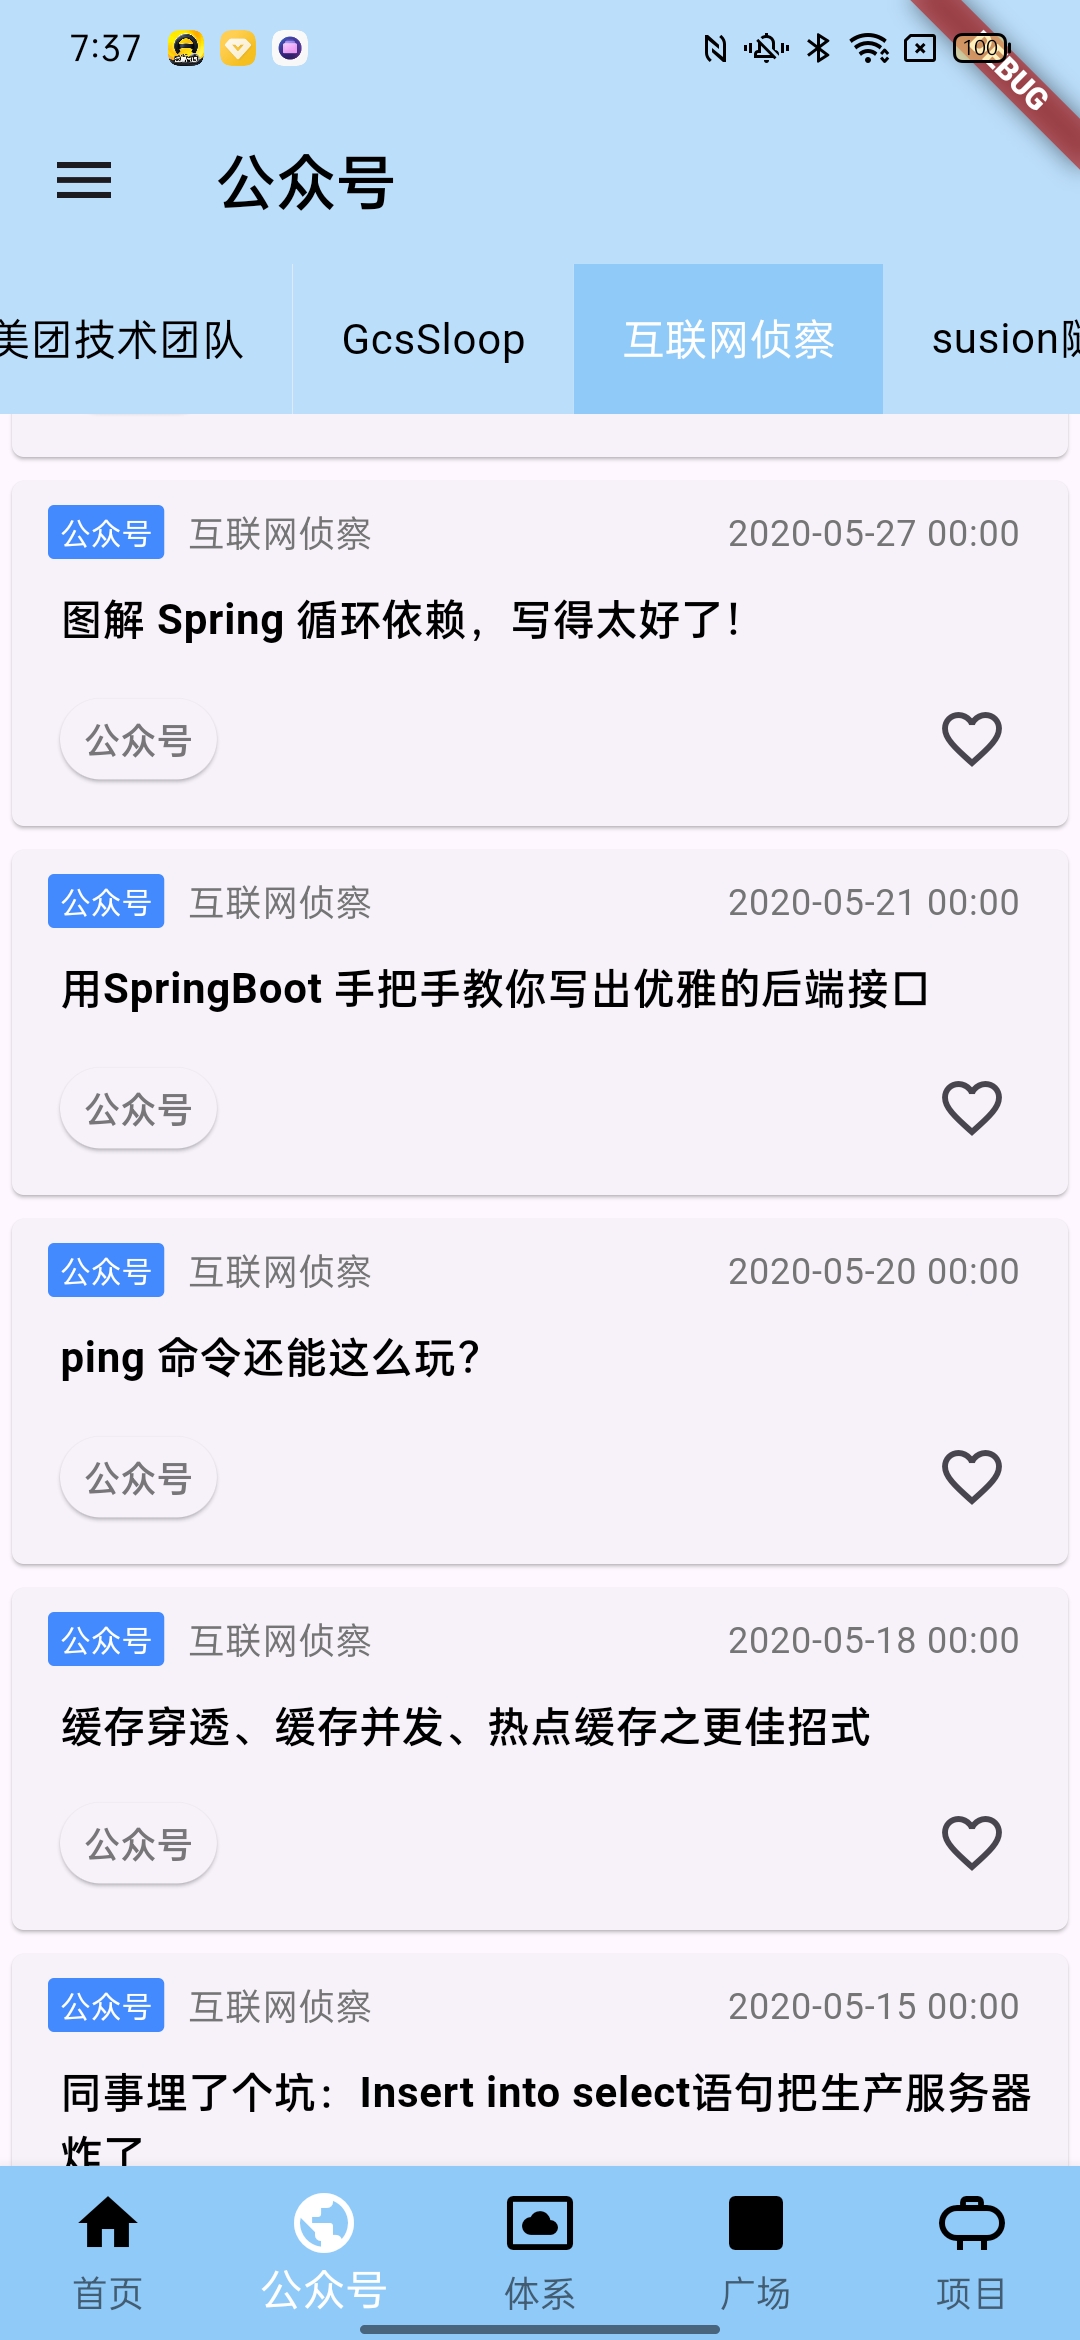 7:37
100
公众号
美团技术团队
GcsSloop
互联网侦察
susion
公众号 互联网侦察 2020-05-27 00:00
图解 Spring 循环依赖，写得太好了！
公众号
公众号 互联网侦察 2020-05-21 00:00
用SpringBoot 手把手教你写出优雅的后端接口
公众号
公众号 互联网侦察 2020-05-20 00:00
ping 命令还能这么玩？
公众号
公众号 互联网侦察 2020-05-18 00:00
缓存穿透、缓存并发、热点缓存之更佳招式
公众号
公众号 互联网侦察 2020-05-15 00:00
同事埋了个坑：Insert into select语句把生产服务器
炸了
首页
公众号
体系
广场
项目